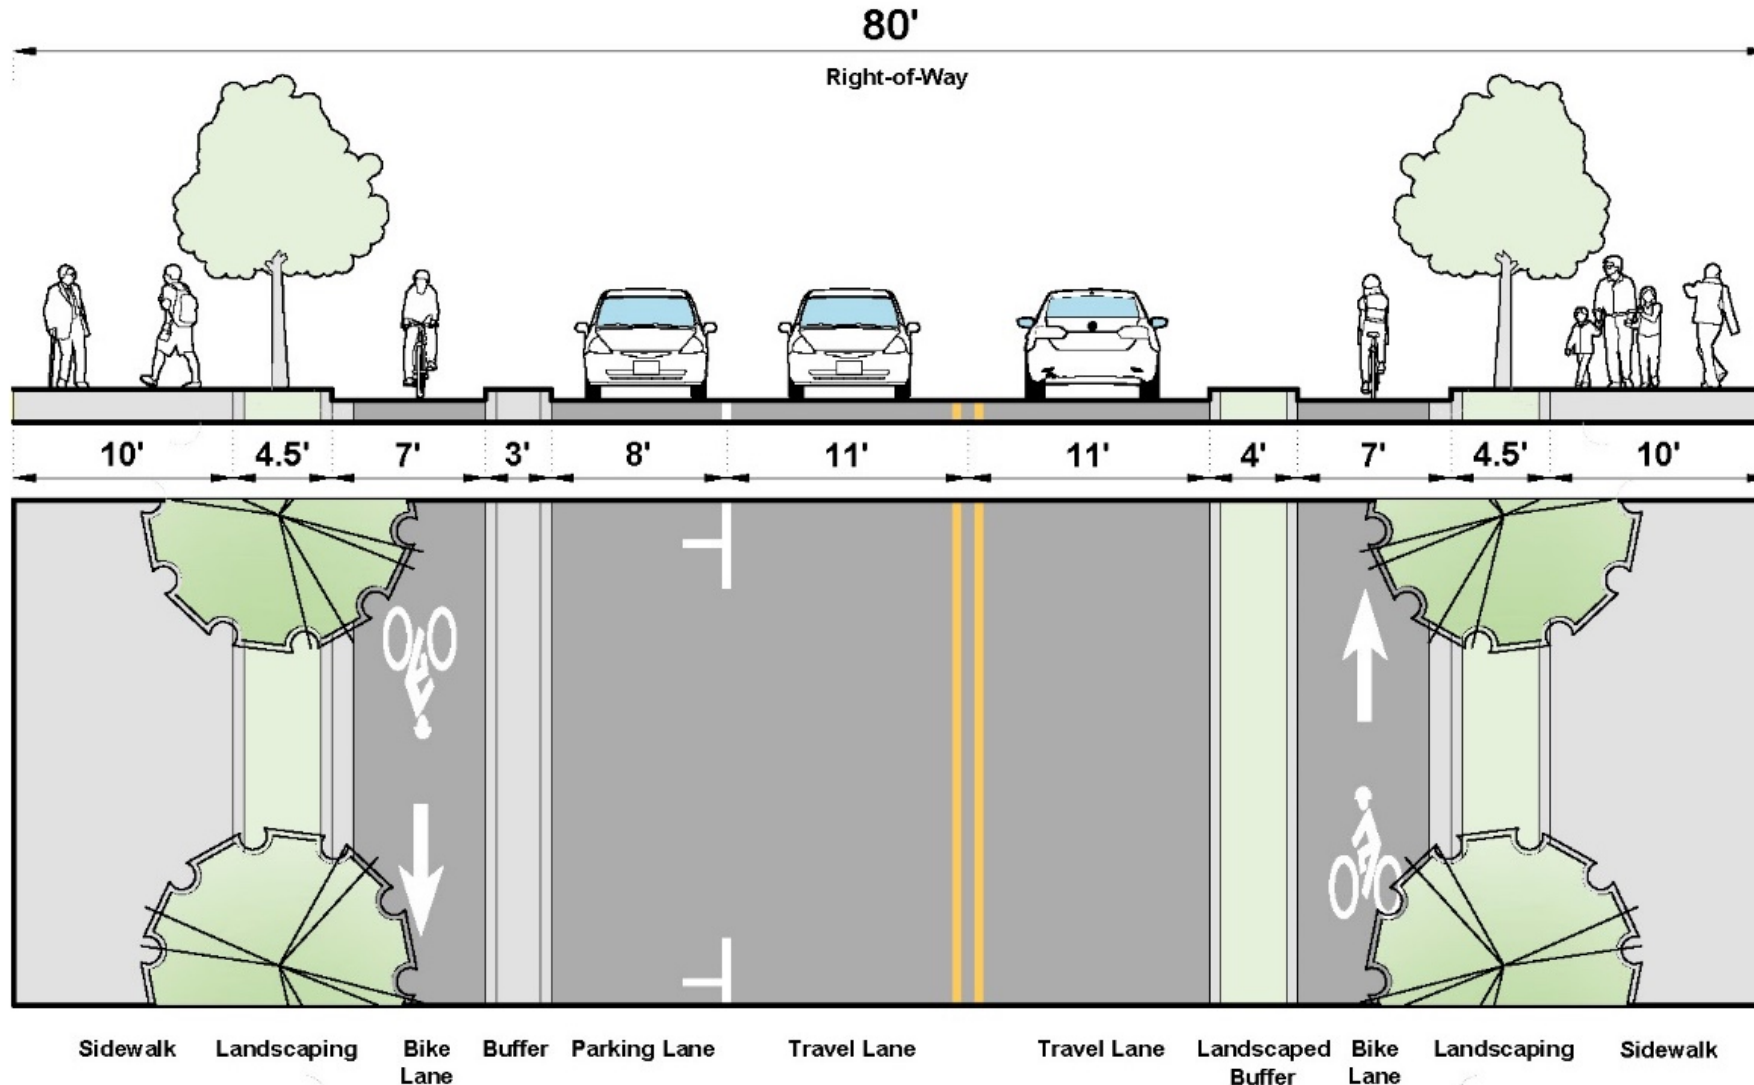 80'
Right-of-Way
10' 4.5' 7' 3' 8' 11' 11' 4' 7' 4.5' 10'
Sidewalk Landscaping Bike Buffer Parking Lane Travel Lane Travel Lane Landscaped Bike Landscaping Sidewalk
Lane Buffer Lane